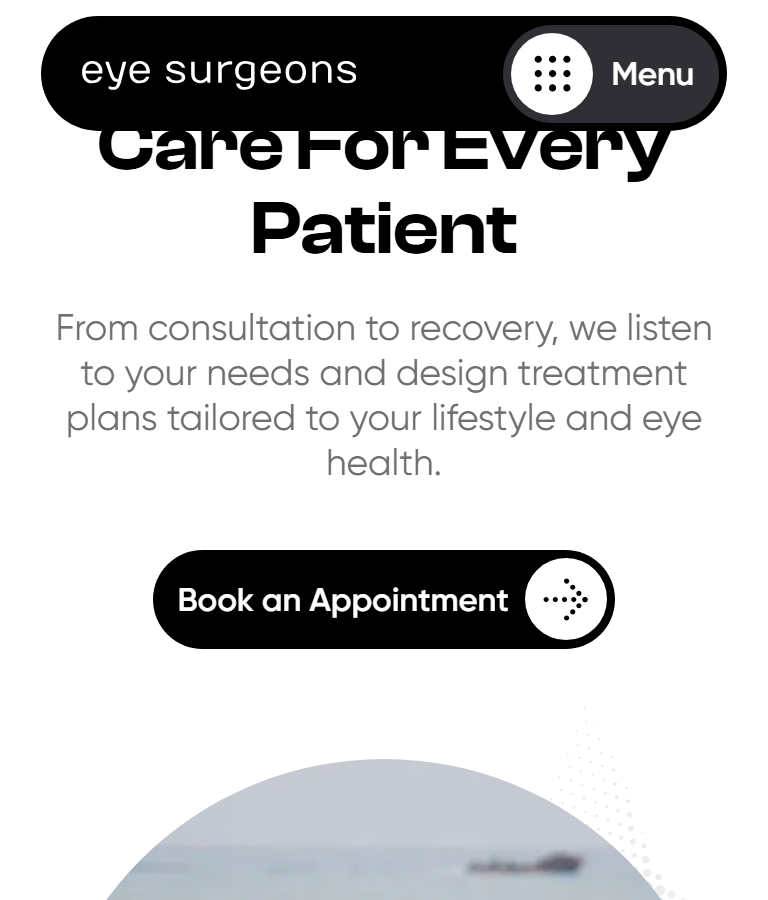 eye surgeons
Menu
Care For Every
Patient
From consultation to recovery, we listen
to your needs and design treatment
plans tailored to your lifestyle and eye
health.
Book an Appointment